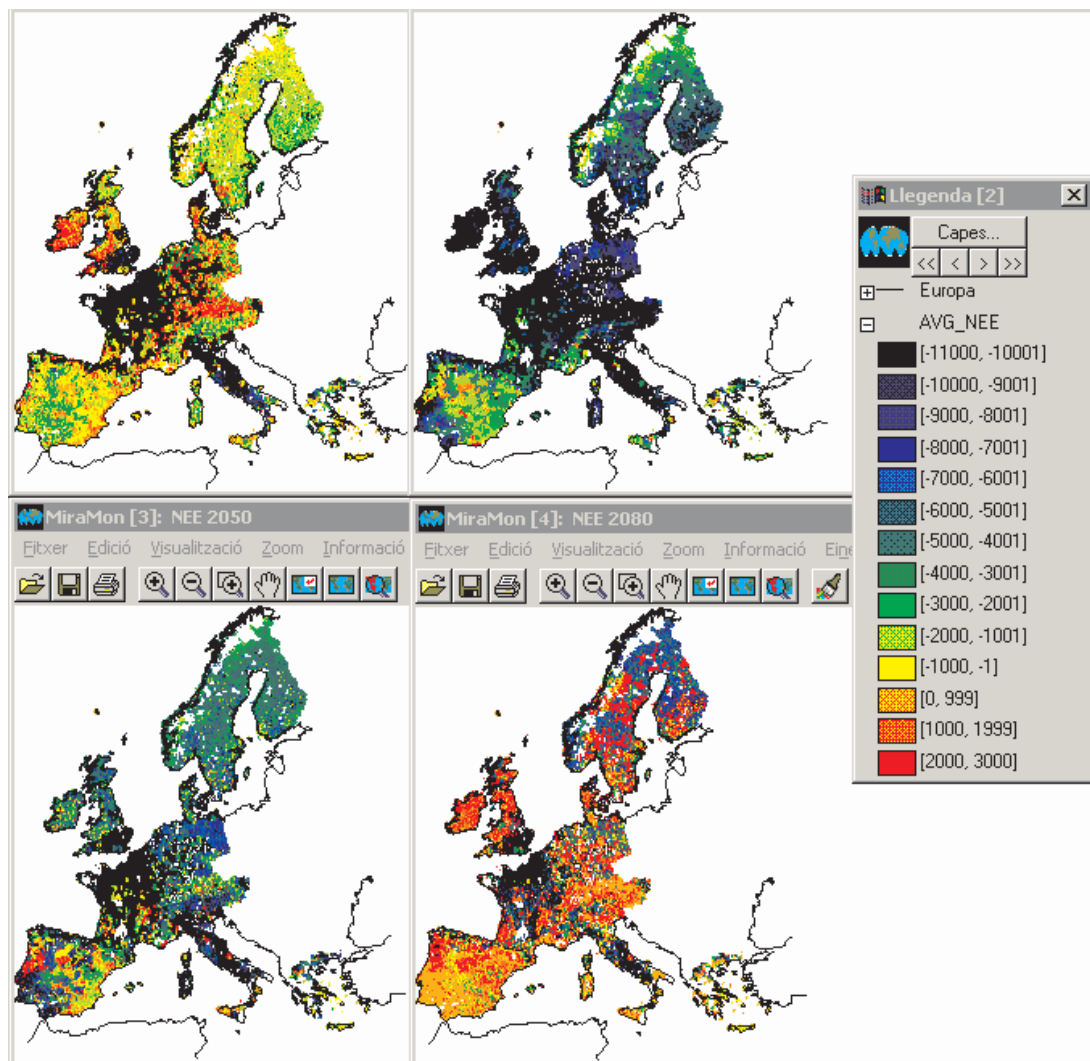 Llegenda [2]
Capes...
<< < > >>
Europa
AVG_NEE
[-11000, -10001]
[-10000, -9001]
[-9000, -8001]
[-8000, -7001]
[-7000, -6001]
[-6000, -5001]
[-5000, -4001]
[-4000, -3001]
[-3000, -2001]
[-2000, -1001]
[-1000, -1]
[0, 999]
[1000, 1999]
[2000, 3000]
MiraMon [3]: NEE 2050
Fitxer Edició Visualització Zoom Informació
MiraMon [4]: NEE 2080
Fitxer Edició Visualització Zoom Informació Eine